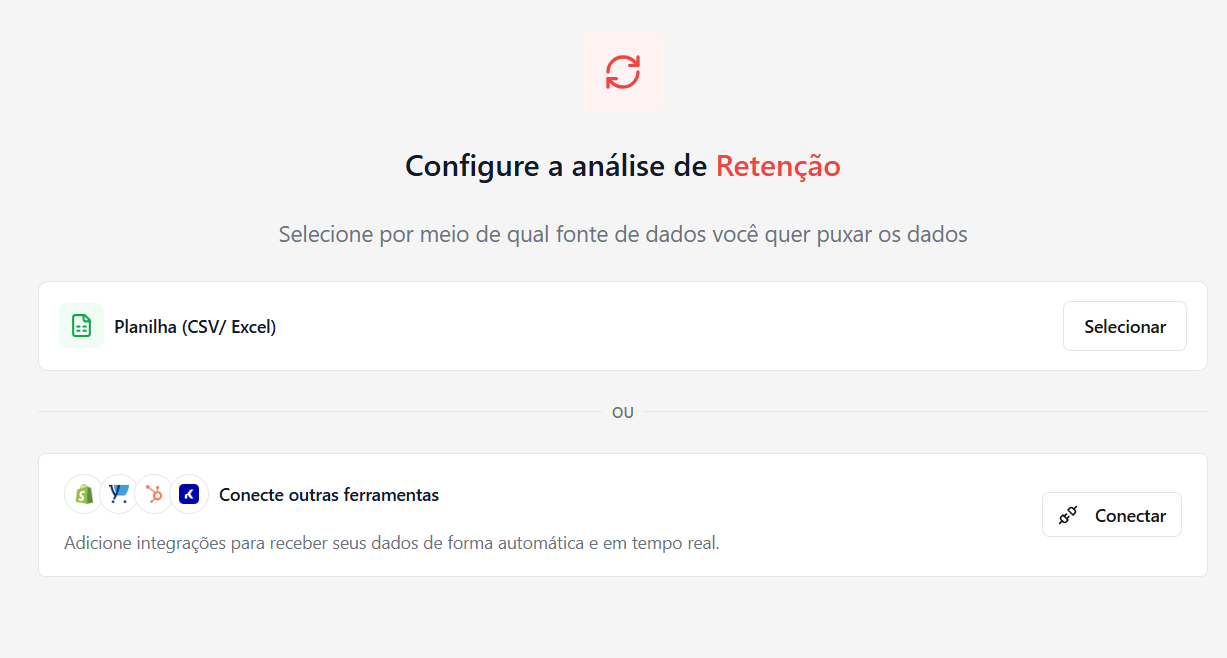 Configure a análise de Retenção
Selecione por meio de qual fonte de dados você quer puxar os dados
Planilha (CSV/ Excel)
Selecionar
OU
Conecte outras ferramentas
Adicione integrações para receber seus dados de forma automática e em tempo real.
Conectar